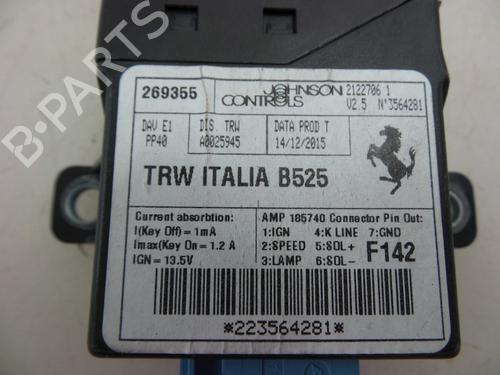 269355 JOHNSON CONTROLS 2122706 1
V2.5 N°3564281
DAV E1 DIS. TRW DATA PROD T
PP40 A0025945 14/12/2015
TRW ITALIA B525
Current absorbtion: AMP 185740 Connector Pin Out:
I(Key Off) = 1mA 1:IGN 4:K LINE 7:GND
Imax(Key On = 1.2 A 2:SPEED 5:SOL+ F142
IGN = 13.5V 3:LAMP 6:SOL-
*223564281*
B PARTS